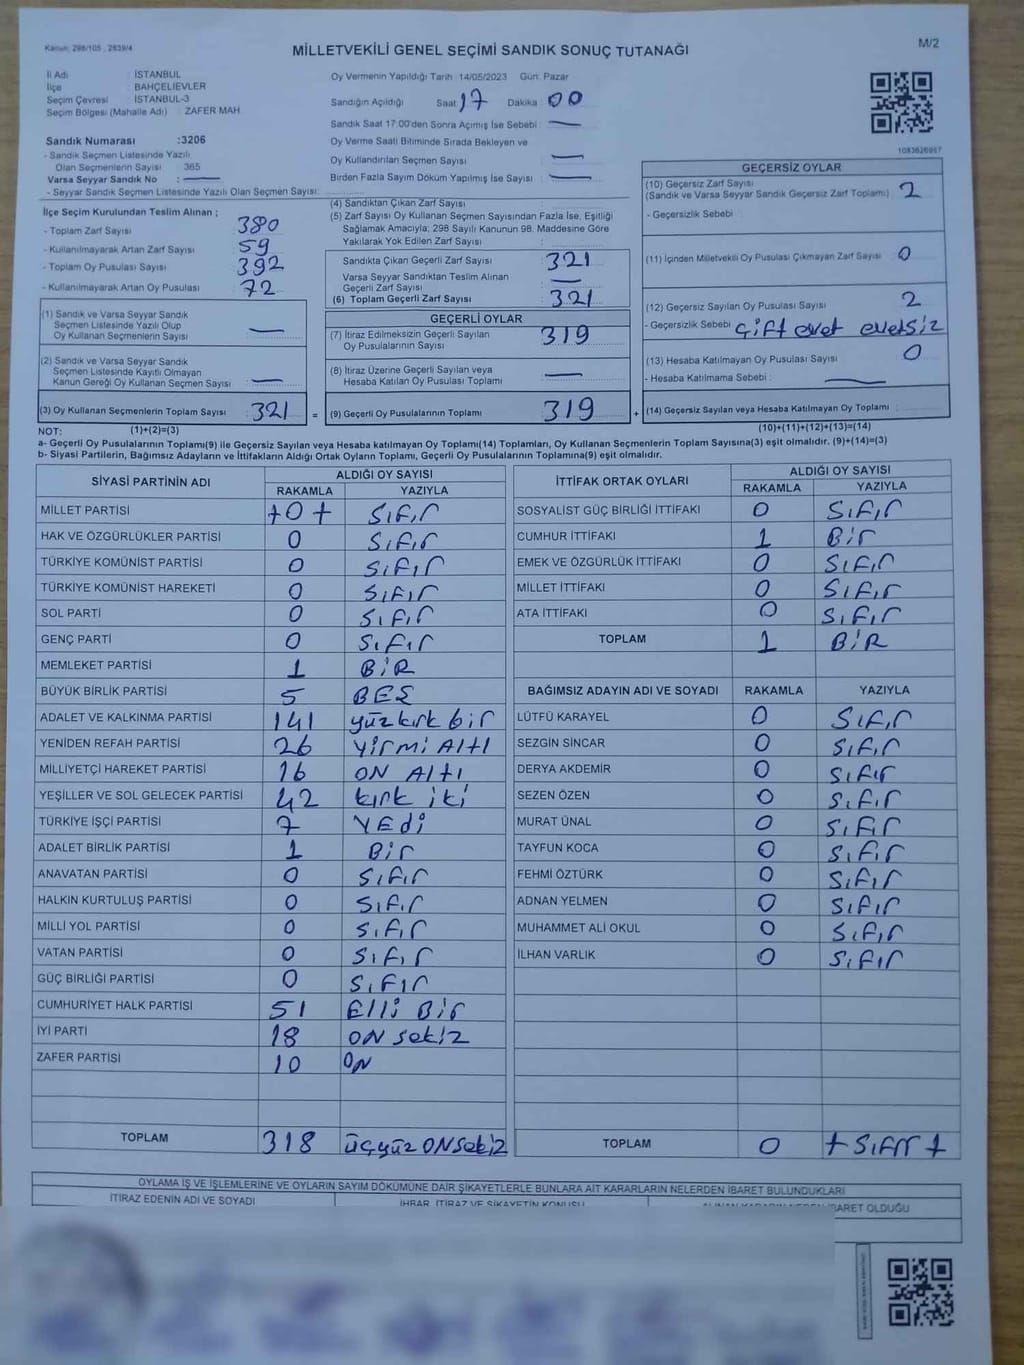 Kanun: 298/105 , 2839/4
M/2
MİLLETVEKİLİ GENEL SEÇİMİ SANDIK SONUÇ TUTANAĞI
İl Adı : İSTANBUL
İlçe : BAHÇELİEVLER
Seçim Çevresi : İSTANBUL-3
Seçim Bölgesi (Mahalle Adı) : ZAFER MAH
Sandık Numarası :3206
- Sandık Seçmen Listesinde Yazılı
Olan Seçmenlerin Sayısı : 365
Varsa Seyyar Sandık No : —
- Seyyar Sandık Seçmen Listesinde Yazılı Olan Seçmen Sayısı:
Oy Vermenin Yapıldığı Tarih :14/05/2023 Gün: Pazar
Sandığın Açıldığı Saat 17 Dakika 00
Sandık Saat 17.00'den Sonra Açımış İse Sebebi : —
Oy Verme Saati Bitiminde Sırada Bekleyen ve
Oy Kullandırılan Seçmen Sayısı : —
Birden Fazla Sayım Döküm Yapılmış İse Sayısı : —
1083626967
İlçe Seçim Kurulundan Teslim Alınan ;
- Toplam Zarf Sayısı : 380
- Kullanılmayarak Artan Zarf Sayısı : 59
- Toplam Oy Pusulası Sayısı : 392
- Kullanılmayarak Artan Oy Pusulası : 72
(1) Sandık ve Varsa Seyyar Sandık
Seçmen Listesinde Yazılı Olup
Oy Kullanan Seçmenlerin Sayısı : —
(2) Sandık ve Varsa Seyyar Sandık
Seçmen Listesinde Kayıtlı Olmayan
Kanun Gereği Oy Kullanan Seçmen Sayısı : —
(3) Oy Kullanan Seçmenlerin Toplam Sayısı : 321 =
(4) Sandıktan Çıkan Zarf Sayısı :
(5) Zarf Sayısı Oy Kullanan Seçmen Sayısından Fazla İse, Eşitliği
Sağlamak Amacıyla; 298 Sayılı Kanunun 98. Maddesine Göre
Yakılarak Yok Edilen Zarf Sayısı :
Sandıkta Çıkan Geçerli Zarf Sayısı : 321
Varsa Seyyar Sandıktan Teslim Alınan
Geçerli Zarf Sayısı : —
(6) Toplam Geçerli Zarf Sayısı : 321
GEÇERLİ OYLAR
(7) İtiraz Edilmeksizin Geçerli Sayılan
Oy Pusulalarının Sayısı : 319
(8) İtiraz Üzerine Geçerli Sayılan veya
Hesaba Katılan Oy Pusulası Toplamı : —
(9) Geçerli Oy Pusulalarının Toplamı : 319 +
GEÇERSİZ OYLAR
(10) Geçersiz Zarf Sayısı
(Sandık ve Varsa Seyyar Sandık Geçersiz Zarf Toplamı) : 2
- Geçersizlik Sebebi :
(11) İçinden Milletvekili Oy Pusulası Çıkmayan Zarf Sayısı : 0
(12) Geçersiz Sayılan Oy Pusulası Sayısı : 2
- Geçersizlik Sebebi : çift evet evetsiz
(13) Hesaba Katılmayan Oy Pusulası Sayısı : 0
- Hesaba Katılmama Sebebi : —
(14) Geçersiz Sayılan veya Hesaba Katılmayan Oy Toplamı :
NOT: (1)+(2)=(3) (10)+(11)+(12)+(13)=(14)
a- Geçerli Oy Pusulalarının Toplamı(9) ile Geçersiz Sayılan veya Hesaba katılmayan Oy Toplamı(14) Toplamları, Oy Kullanan Seçmenlerin Toplam Sayısına(3) eşit olmalıdır. (9)+(14)=(3)
b- Siyasi Partilerin, Bağımsız Adayların ve İttifakların Aldığı Ortak Oyların Toplamı, Geçerli Oy Pusulalarının Toplamına(9) eşit olmalıdır.
SİYASİ PARTİNİN ADI ALDIĞI OY SAYISI
RAKAMLA YAZIYLA
MİLLET PARTİSİ +0+ SıFır
HAK VE ÖZGÜRLÜKLER PARTİSİ 0 SıFır
TÜRKİYE KOMÜNİST PARTİSİ 0 SıFır
TÜRKİYE KOMÜNİST HAREKETİ 0 SıFır
SOL PARTİ 0 SıFır
GENÇ PARTİ 0 SıFır
MEMLEKET PARTİSİ 1 BİR
BÜYÜK BİRLİK PARTİSİ 5 BEŞ
ADALET VE KALKINMA PARTİSİ 141 yüzkırk bir
YENİDEN REFAH PARTİSİ 26 YİrMİ AltI
MİLLİYETÇİ HAREKET PARTİSİ 16 ON Altı
YEŞİLLER VE SOL GELECEK PARTİSİ 42 kırk iki
TÜRKİYE İŞÇİ PARTİSİ 7 YEdi
ADALET BİRLİK PARTİSİ 1 Bir
ANAVATAN PARTİSİ 0 SıFır
HALKIN KURTULUŞ PARTİSİ 0 SıFır
MİLLİ YOL PARTİSİ 0 SıFır
VATAN PARTİSİ 0 SıFır
GÜÇ BİRLİĞİ PARTİSİ 0 SıFır
CUMHURİYET HALK PARTİSİ 51 Elli Bir
İYİ PARTİ 18 ON sekiz
ZAFER PARTİSİ 10 ON
TOPLAM 318 üçyüz ONsekiz
İTTİFAK ORTAK OYLARI ALDIĞI OY SAYISI
RAKAMLA YAZIYLA
SOSYALİST GÜÇ BİRLİĞİ İTTİFAKI 0 SıFır
CUMHUR İTTİFAKI 1 Bir
EMEK VE ÖZGÜRLÜK İTTİFAKI 0 SıFır
MİLLET İTTİFAKI 0 SıFır
ATA İTTİFAKI 0 SıFır
TOPLAM 1 BİR
BAĞIMSIZ ADAYIN ADI VE SOYADI RAKAMLA YAZIYLA
LÜTFÜ KARAYEL 0 SıFır
SEZGİN SİNCAR 0 SıFır
DERYA AKDEMİR 0 SıFır
SEZEN ÖZEN 0 SıFır
MURAT ÜNAL 0 SıFır
TAYFUN KOCA 0 SıFır
FEHMİ ÖZTÜRK 0 SıFır
ADNAN YELMEN 0 SıFır
MUHAMMET ALİ OKUL 0 SıFır
İLHAN VARLIK 0 SıFır
TOPLAM 0 + SıFır +
OYLAMA İŞ VE İŞLEMLERİNE VE OYLARIN SAYIM DÖKÜMÜNE DAİR ŞİKAYETLERLE BUNLARA AİT KARARLARIN NELERDEN İBARET BULUNDUKLARI
İTİRAZ EDENİN ADI VE SOYADI İHBAR, İTİRAZ VE ŞİKAYETİN KONUSU ALINAN KARARIN NEDEN İBARET OLDUĞU